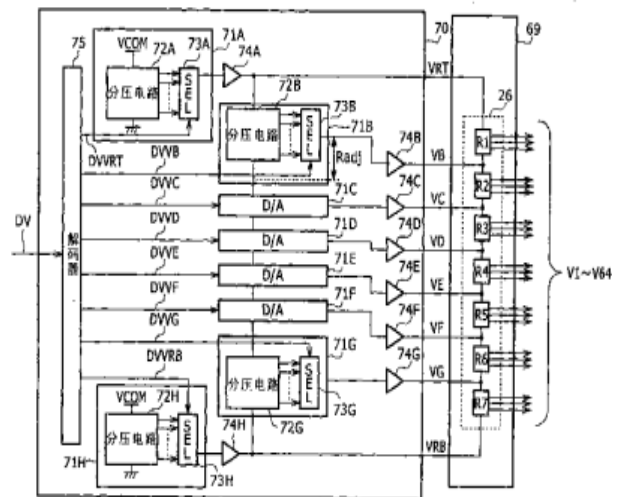 75
73A
71A
70
69
VCOM
72A
74A
VRT
分压电路
SEL
72B
73B
26
分压电路
SEL
71B
R1
DVVRT
Radj
74B
VB
DVVB
R2
DVVC
71C
74C
VC
D/A
DV
DVVD
71D
74D
VD
R3
D/A
解码器
DVVE
71E
74E
VE
R4
V1~V64
D/A
DVVF
71F
74F
VF
R5
D/A
DVVG
71G
74G
VG
R6
DVVRB
分压电路
SEL
73G
R7
VCOM
72H
72G
74H
VRB
分压电路
SEL
71H
73H